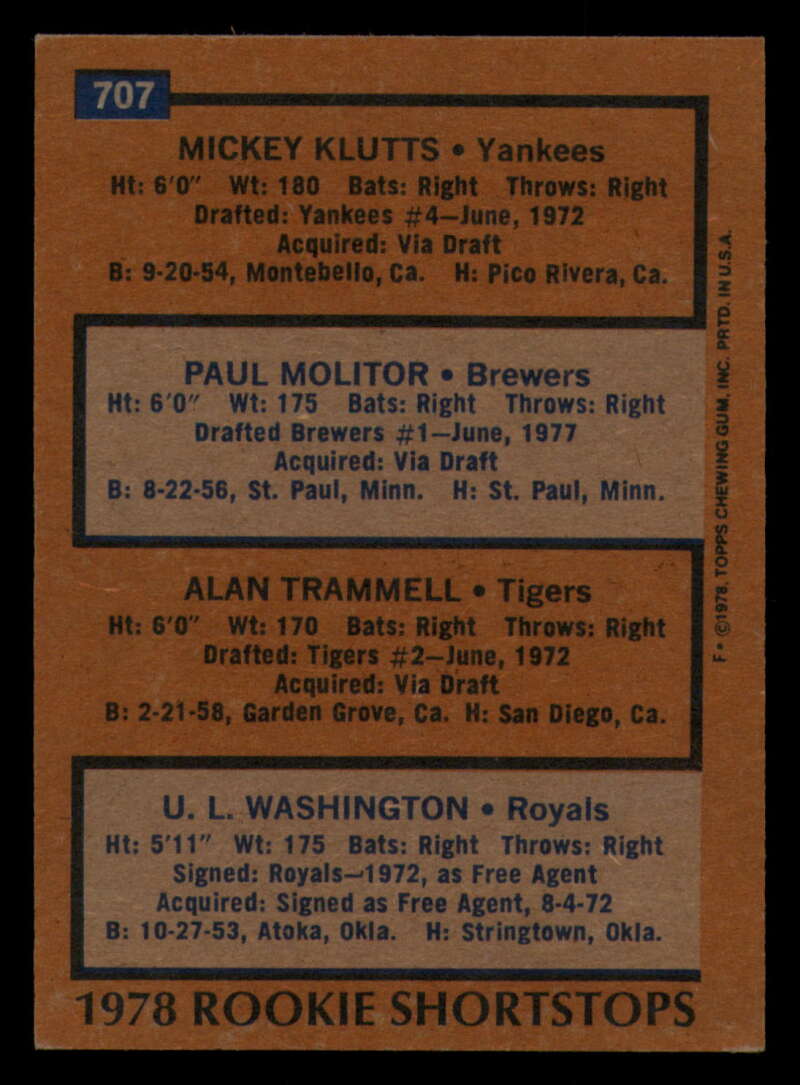 707
MICKEY KLUTTS • Yankees
Ht: 6'0" Wt: 180 Bats: Right Throws: Right
Drafted: Yankees #4—June, 1972
Acquired: Via Draft
B: 9-20-54, Montebello, Ca. H: Pico Rivera, Ca.
PAUL MOLITOR • Brewers
Ht: 6'0" Wt: 175 Bats: Right Throws: Right
Drafted Brewers #1—June, 1977
Acquired: Via Draft
B: 8-22-56, St. Paul, Minn. H: St. Paul, Minn.
ALAN TRAMMELL • Tigers
Ht: 6'0" Wt: 170 Bats: Right Throws: Right
Drafted: Tigers #2—June, 1972
Acquired: Via Draft
B: 2-21-58, Garden Grove, Ca. H: San Diego, Ca.
U. L. WASHINGTON • Royals
Ht: 5'11" Wt: 175 Bats: Right Throws: Right
Signed: Royals—1972, as Free Agent
Acquired: Signed as Free Agent, 8-4-72
B: 10-27-53, Atoka, Okla. H: Stringtown, Okla.
1978 ROOKIE SHORTSTOPS
F• ©1978, TOPPS CHEWING GUM, INC. PRTD. IN U.S.A.